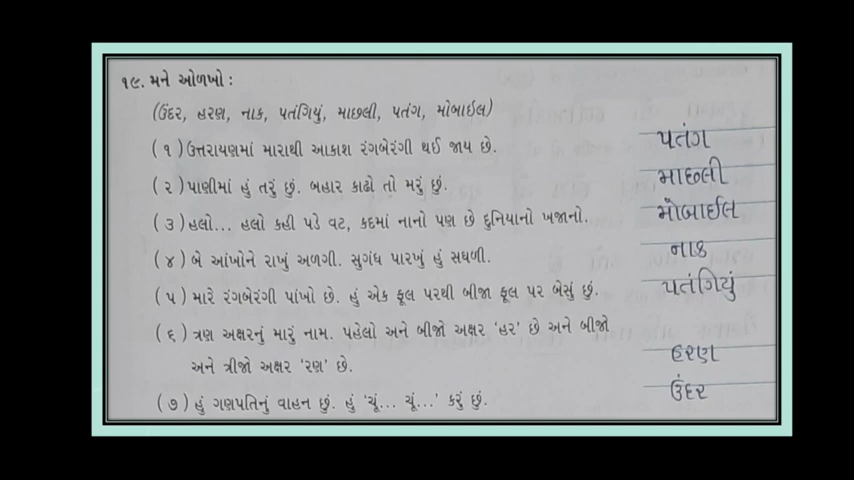 ૧૯. મને ઓળખો :
(ઉંદર, હરણ, નાક, પતંગિયું, માછલી, પતંગ, મોબાઇલ)
(૧) ઉત્તરાયણમાં મારાથી આકાશ રંગબેરંગી થઈ જાય છે. પતંગ
(૨) પાણીમાં હું તરું છું. બહાર કાઢો તો મરું છું. માછલી
(૩) હલો... હલો કહી પડે વટ, કદમાં નાનો પણ છે દુનિયાનો ખજાનો. મોબાઈલ
(૪) બે આંખોને રાખું અળગી. સુગંધ પારખું હું સઘળી. નાક
(૫) મારે રંગબેરંગી પાંખો છે. હું એક ફૂલ પરથી બીજા ફૂલ પર બેસું છું. પતંગિયું
(૬) ત્રણ અક્ષરનું મારું નામ. પહેલો અને બીજો અક્ષર ‘હર’ છે અને બીજો
અને ત્રીજો અક્ષર ‘રણ’ છે. હરણ
(૭) હું ગણપતિનું વાહન છું. હું ‘ચૂં... ચૂં...’ કરું છું. ઉંદર